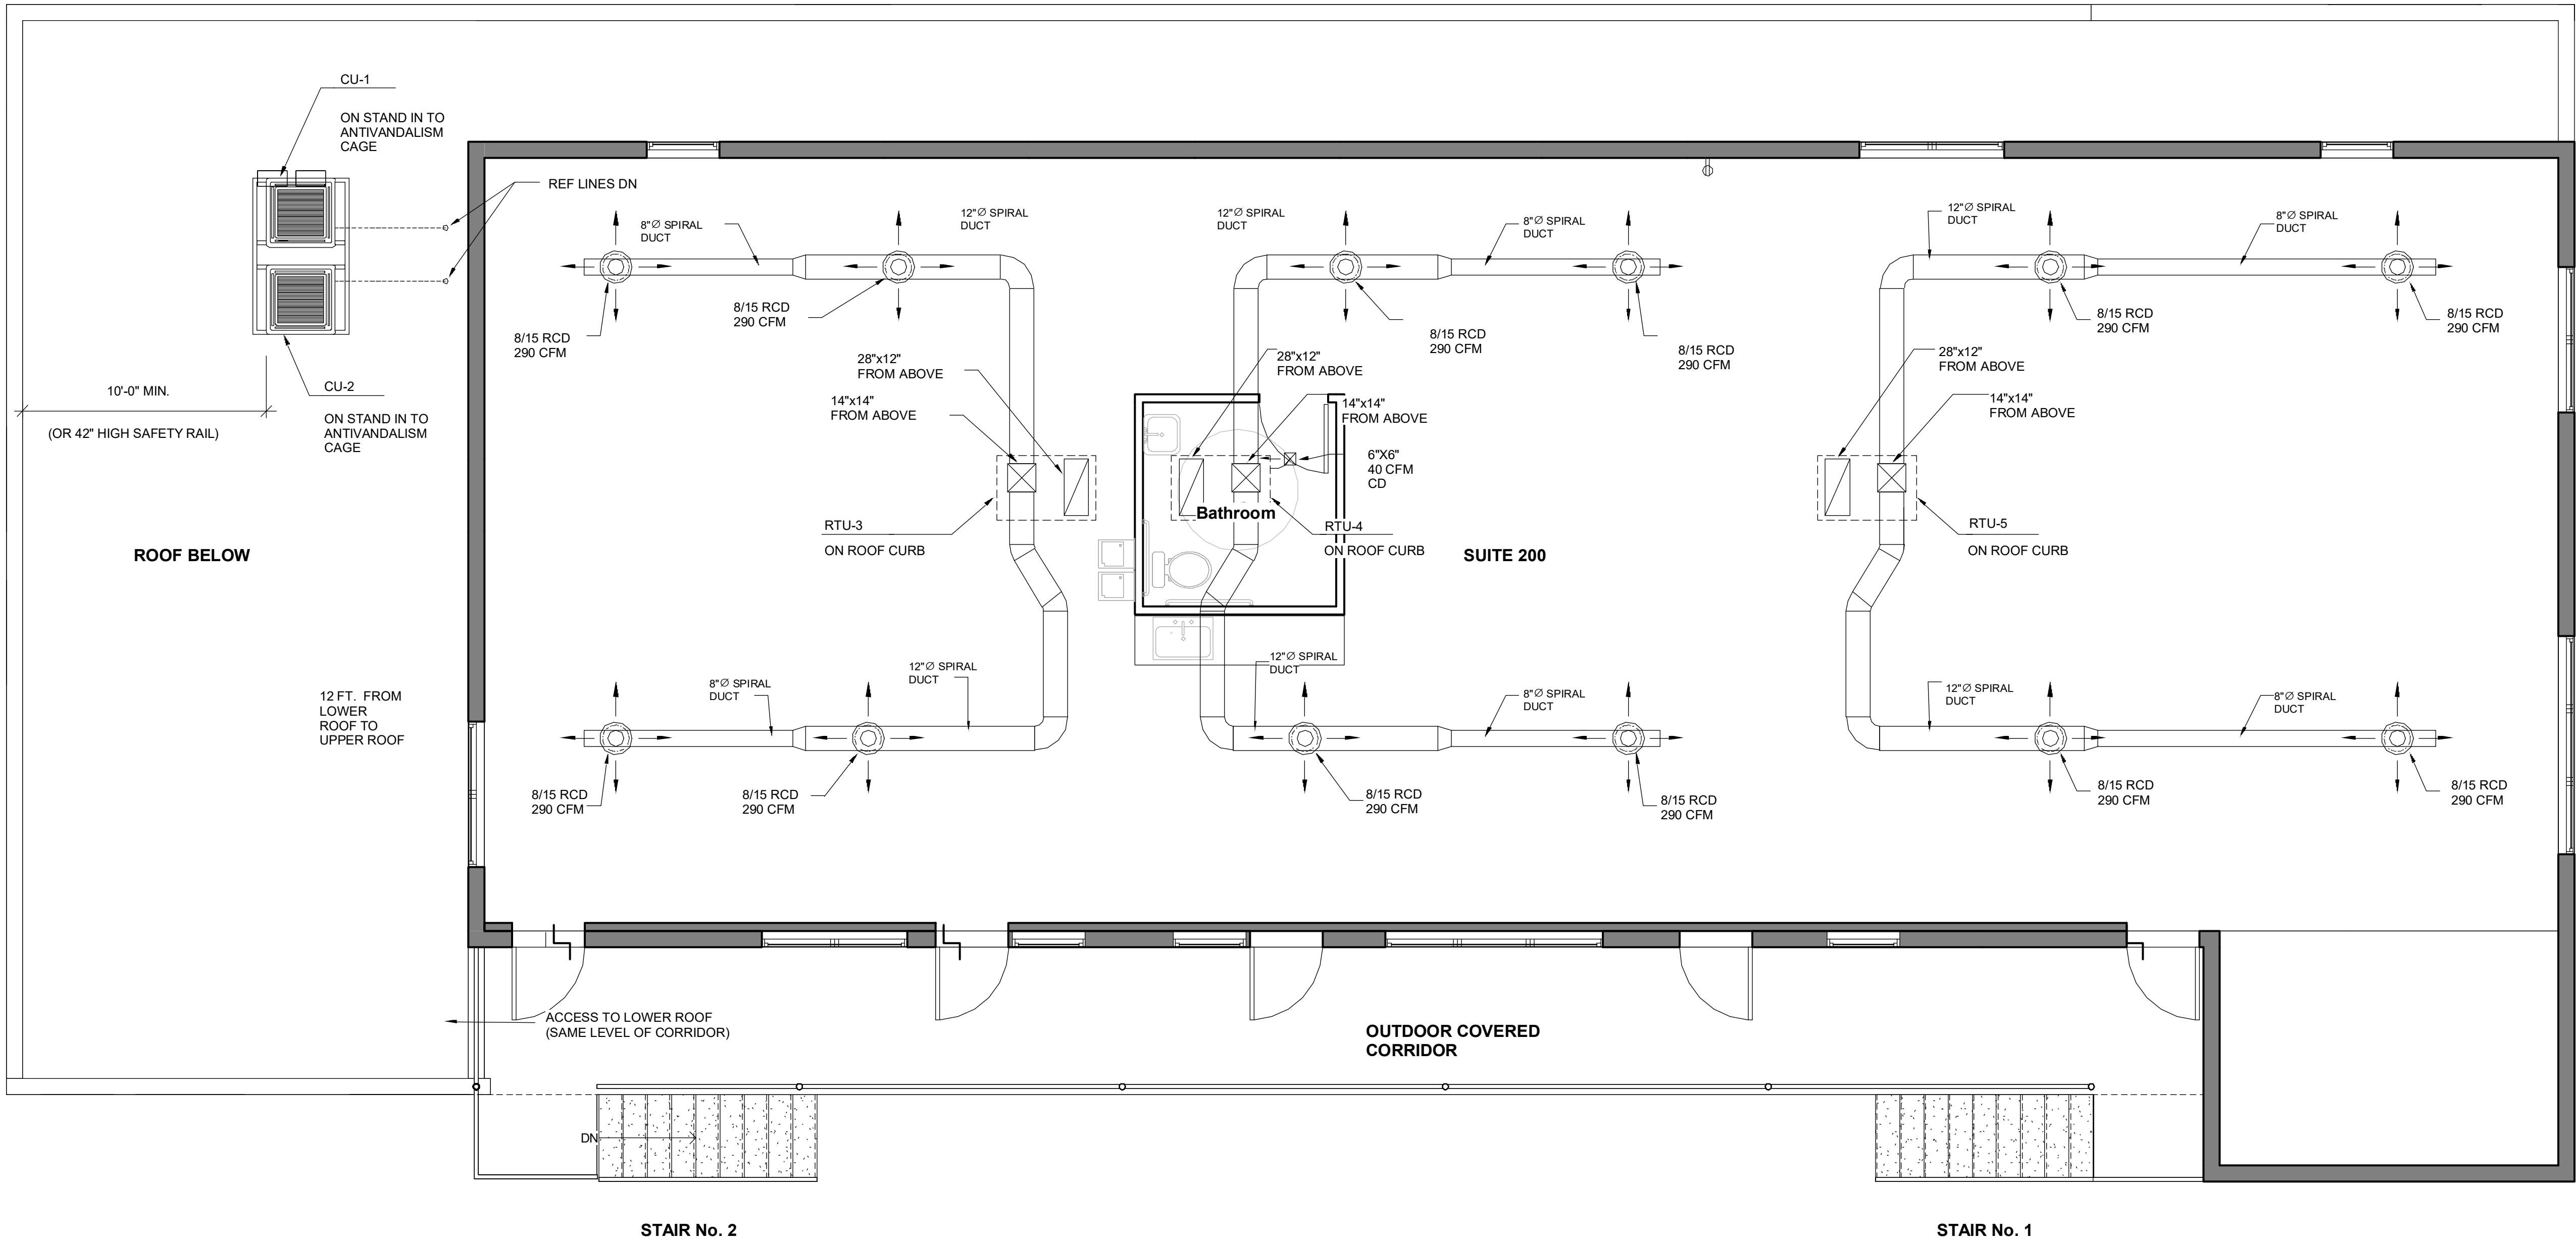 CU-1
ON STAND IN TO
ANTIVANDALISM
CAGE
REF LINES DN
CU-2
ON STAND IN TO
ANTIVANDALISM
CAGE
10'-0" MIN.
(OR 42" HIGH SAFETY RAIL)
ROOF BELOW
12 FT. FROM
LOWER
ROOF TO
UPPER ROOF
8"Ø SPIRAL
DUCT
12"Ø SPIRAL
DUCT
12"Ø SPIRAL
DUCT
8"Ø SPIRAL
DUCT
12"Ø SPIRAL
DUCT
8"Ø SPIRAL
DUCT
8/15 RCD
290 CFM
8/15 RCD
290 CFM
8/15 RCD
290 CFM
8/15 RCD
290 CFM
8/15 RCD
290 CFM
8/15 RCD
290 CFM
28"x12"
FROM ABOVE
14"x14"
FROM ABOVE
28"x12"
FROM ABOVE
14"x14"
FROM ABOVE
6"X6"
40 CFM
CD
28"x12"
FROM ABOVE
14"x14"
FROM ABOVE
RTU-3
ON ROOF CURB
Bathroom
RTU-4
ON ROOF CURB
SUITE 200
RTU-5
ON ROOF CURB
8"Ø SPIRAL
DUCT
12"Ø SPIRAL
DUCT
12"Ø SPIRAL
DUCT
8"Ø SPIRAL
DUCT
12"Ø SPIRAL
DUCT
8"Ø SPIRAL
DUCT
8/15 RCD
290 CFM
8/15 RCD
290 CFM
8/15 RCD
290 CFM
8/15 RCD
290 CFM
8/15 RCD
290 CFM
8/15 RCD
290 CFM
ACCESS TO LOWER ROOF
(SAME LEVEL OF CORRIDOR)
OUTDOOR COVERED
CORRIDOR
DN
STAIR No. 2
STAIR No. 1